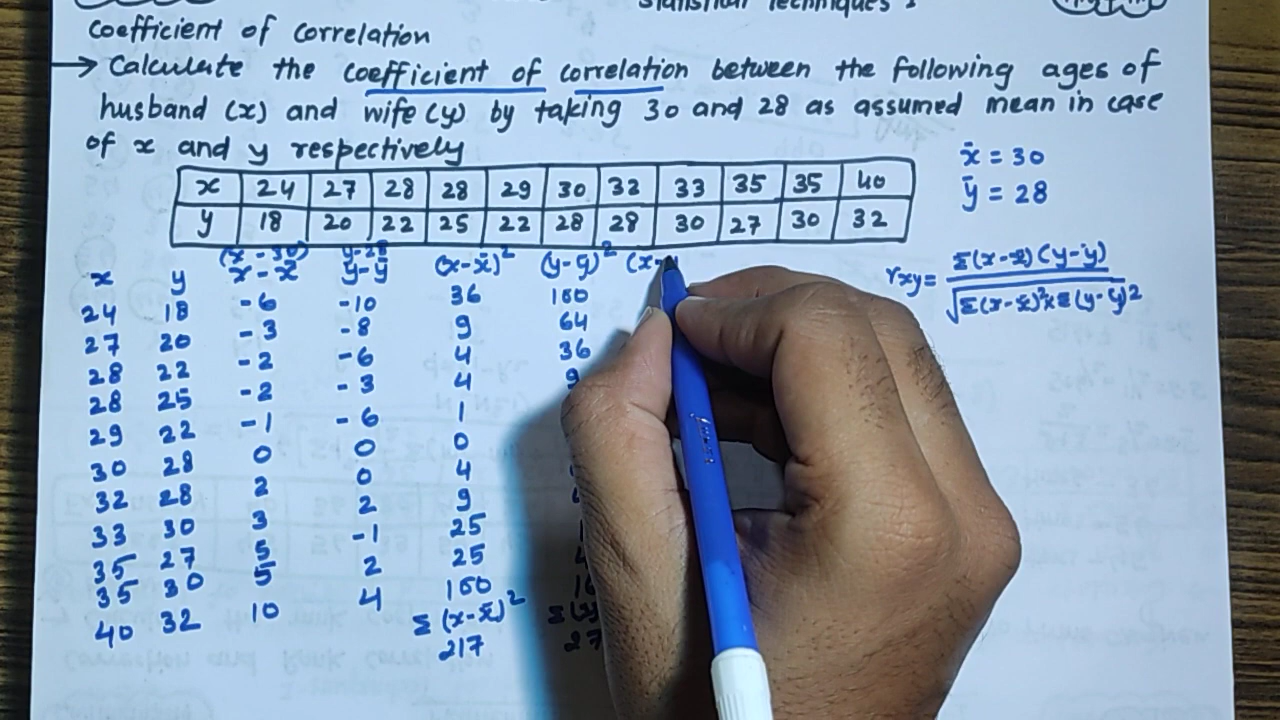 Statistical Techniques
Coefficient of Correlation
→ Calculate the coefficient of correlation between the following ages of
husband (x) and wife (y) by taking 30 and 28 as assumed mean in case
of x and y respectively
x 24 27 28 28 29 30 32 33 35 35 40
y 18 20 22 25 22 28 28 30 27 30 32
x̄ = 30
ȳ = 28
rxy = Σ(x-x̄)(y-ȳ)
√Σ(x-x̄)²x Σ(y-ȳ)²
(x-30) y-28
x y x-x̄ y-ȳ (x-x̄)² (y-ȳ)² (x-
24 18 -6 -10 36 100
27 20 -3 -8 9 64
28 22 -2 -6 4 36
28 25 -2 -3 4 9
29 22 -1 -6 1
30 28 0 0 0
32 28 2 0 4
33 30 3 2 9
35 27 5 -1 25
35 30 5 2 25
40 32 10 4 100
Σ(x-x̄)²
217